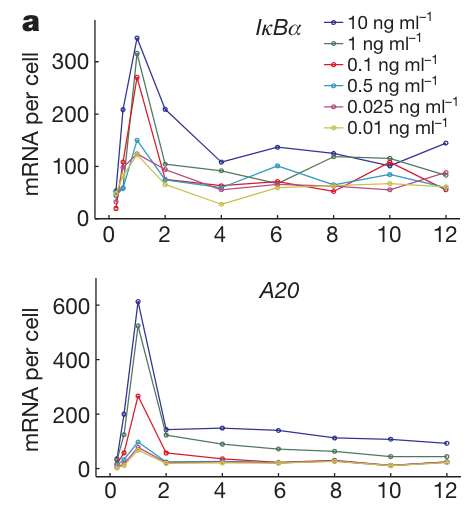 a
IκBα
10 ng ml⁻¹
1 ng ml⁻¹
0.1 ng ml⁻¹
0.5 ng ml⁻¹
0.025 ng ml⁻¹
0.01 ng ml⁻¹
mRNA per cell
300
200
100
0
0 2 4 6 8 10 12
A20
mRNA per cell
600
400
200
0
0 2 4 6 8 10 12